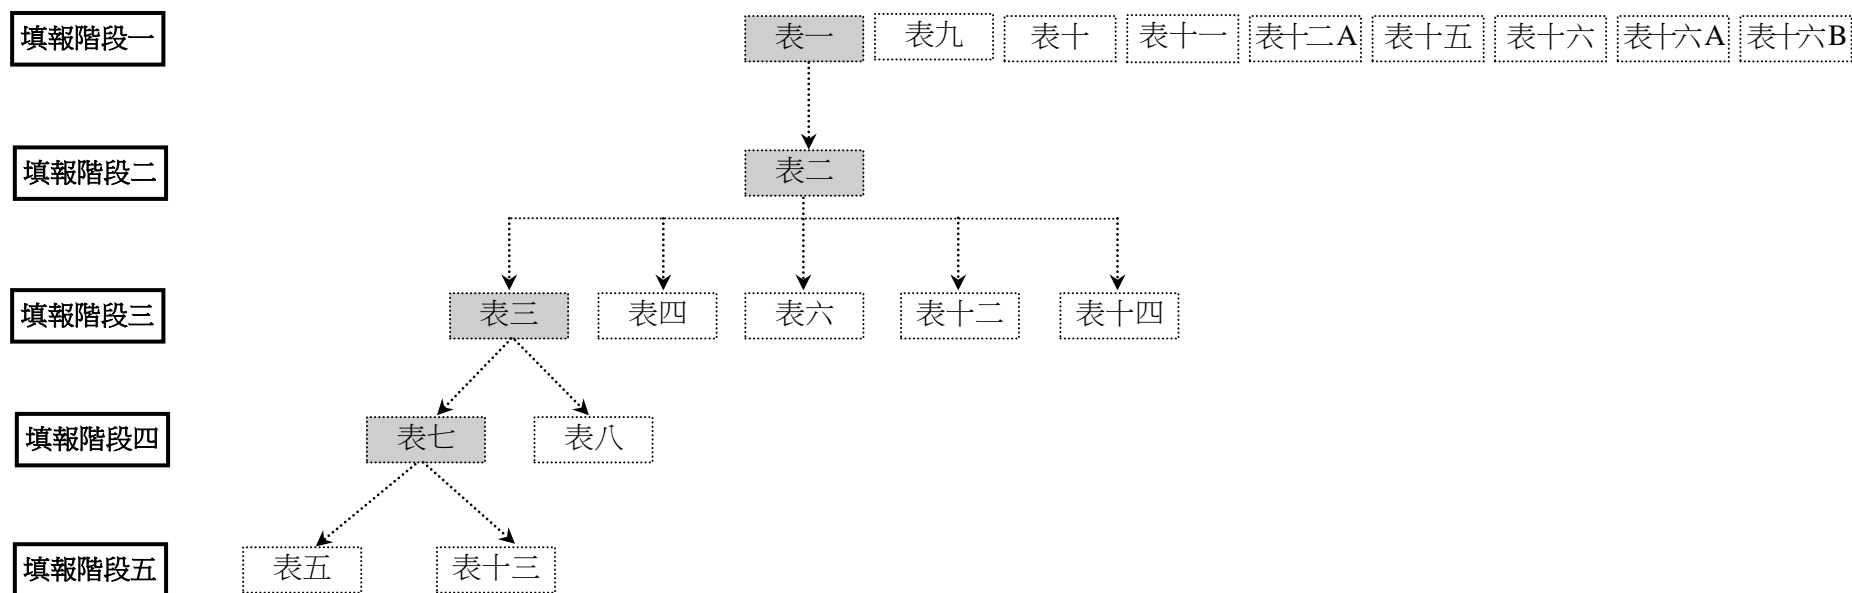 填報階段一 表一 表九 表十 表十一 表十二A 表十五 表十六 表十六A 表十六B
填報階段二 表二
填報階段三 表三 表四 表六 表十二 表十四
填報階段四 表七 表八
填報階段五 表五 表十三